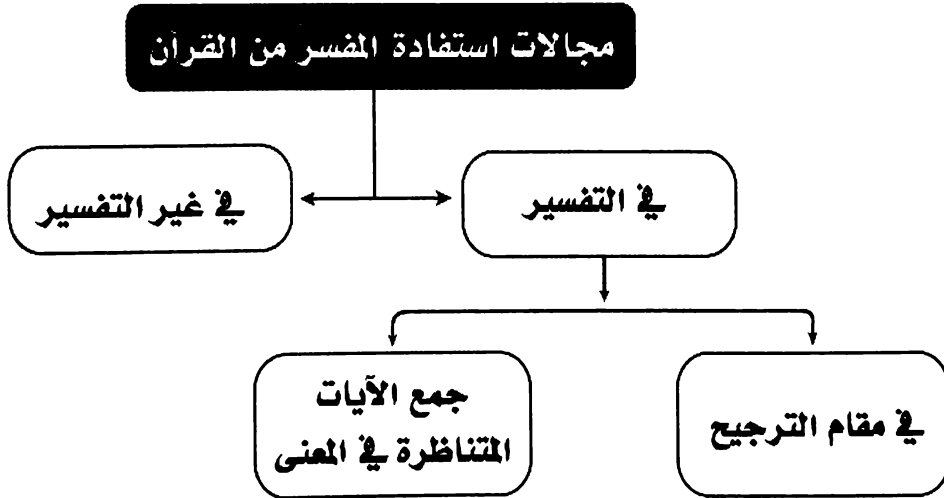 مجالات استفادة المفسر من القرآن
في التفسير
في غير التفسير
في مقام الترجيح
جمع الآيات
المتناظرة في المعنى